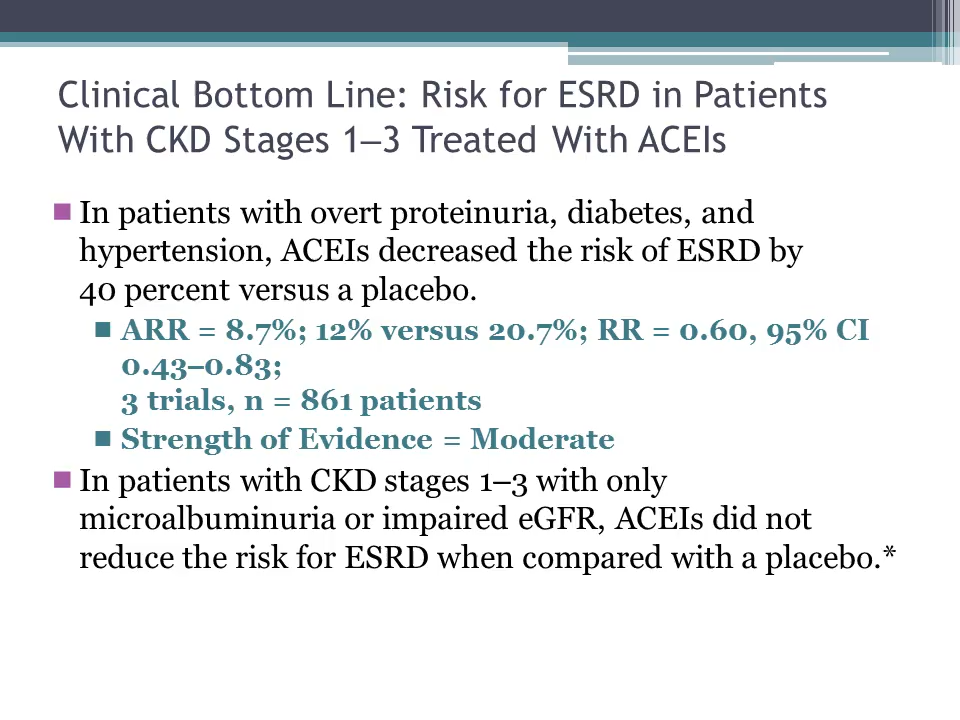 Clinical Bottom Line: Risk for ESRD in Patients
With CKD Stages 1–3 Treated With ACEIs
In patients with overt proteinuria, diabetes, and
hypertension, ACEIs decreased the risk of ESRD by
40 percent versus a placebo.
ARR = 8.7%; 12% versus 20.7%; RR = 0.60, 95% CI
0.43–0.83;
3 trials, n = 861 patients
Strength of Evidence = Moderate
In patients with CKD stages 1–3 with only
microalbuminuria or impaired eGFR, ACEIs did not
reduce the risk for ESRD when compared with a placebo.*